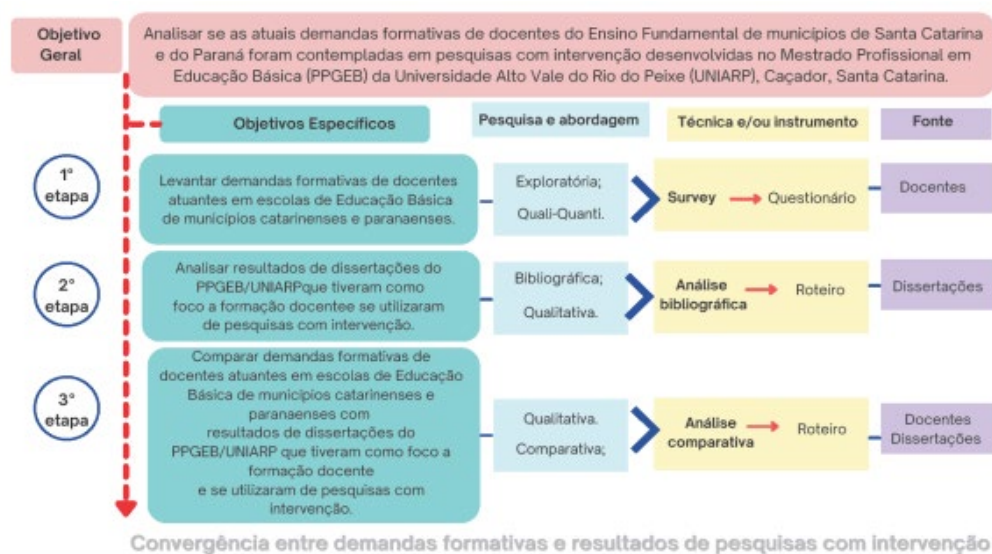 Objetivo
Geral
Analisar se as atuais demandas formativas de docentes do Ensino Fundamental de municípios de Santa Catarina
e do Paraná foram contempladas em pesquisas com intervenção desenvolvidas no Mestrado Profissional em
Educação Básica (PPGEB) da Universidade Alto Vale do Rio do Peixe (UNIARP), Caçador, Santa Catarina.
Objetivos Específicos
Pesquisa e abordagem
Técnica e/ou instrumento
Fonte
1°
etapa
Levantar demandas formativas de docentes
atuantes em escolas de Educação Básica
de municípios catarinenses e paranaenses.
Exploratória;
Quali-Quanti.
Survey
Questionário
Docentes
2°
etapa
Analisar resultados de dissertações do
PPGEB/UNIARPque tiveram como
foco a formação docentee se utilizaram
de pesquisas com intervenção.
Bibliográfica;
Qualitativa.
Análise
bibliográfica
Roteiro
Dissertações
3°
etapa
Comparar demandas formativas de
docentes atuantes em escolas de Educação
Básica de municípios catarinenses e
paranaenses com
resultados de dissertações do
PPGEB/UNIARP que tiveram como foco a
formação docente
e se utilizaram de pesquisas com
intervenção.
Qualitativa.
Comparativa;
Análise
comparativa
Roteiro
Docentes
Dissertações
Convergência entre demandas formativas e resultados de pesquisas com intervenção